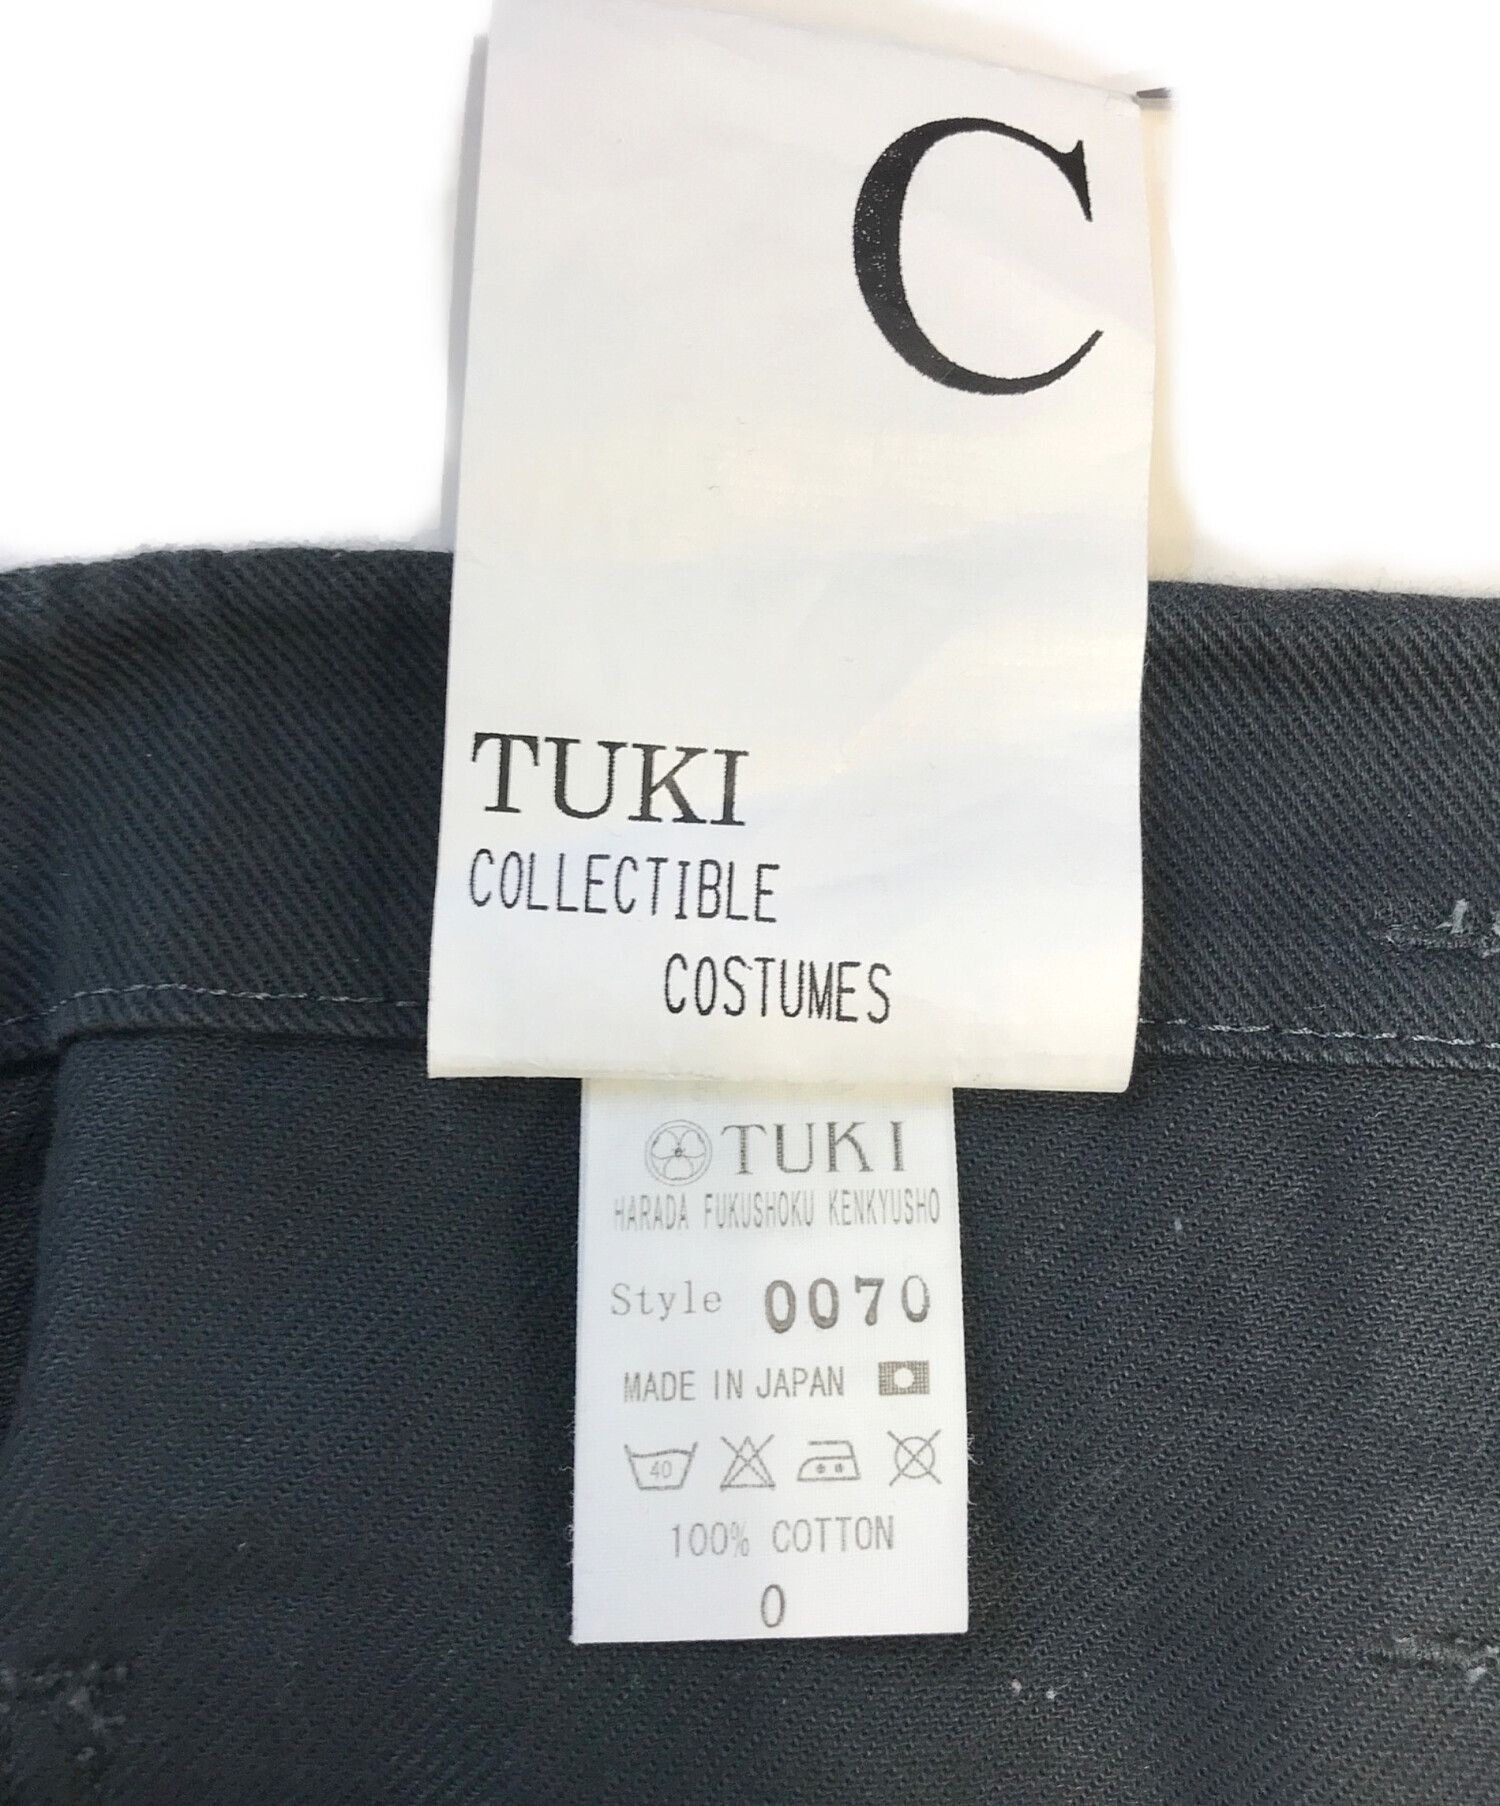 C
TUKI
COLLECTIBLE
COSTUMES
TUKI
HARADA FUKUSHOKU KENKYUSHO
Style 0070
MADE IN JAPAN
40
100% COTTON
0